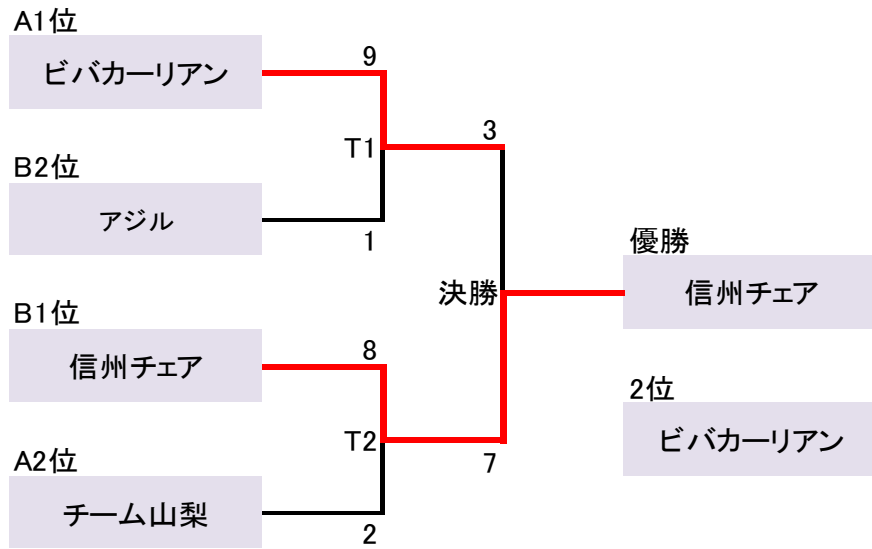 A1位
ビバカーリアン
9
T1
3
B2位
アジル
1
優勝
信州チェア
決勝
B1位
信州チェア
8
2位
ビバカーリアン
T2
7
A2位
チーム山梨
2